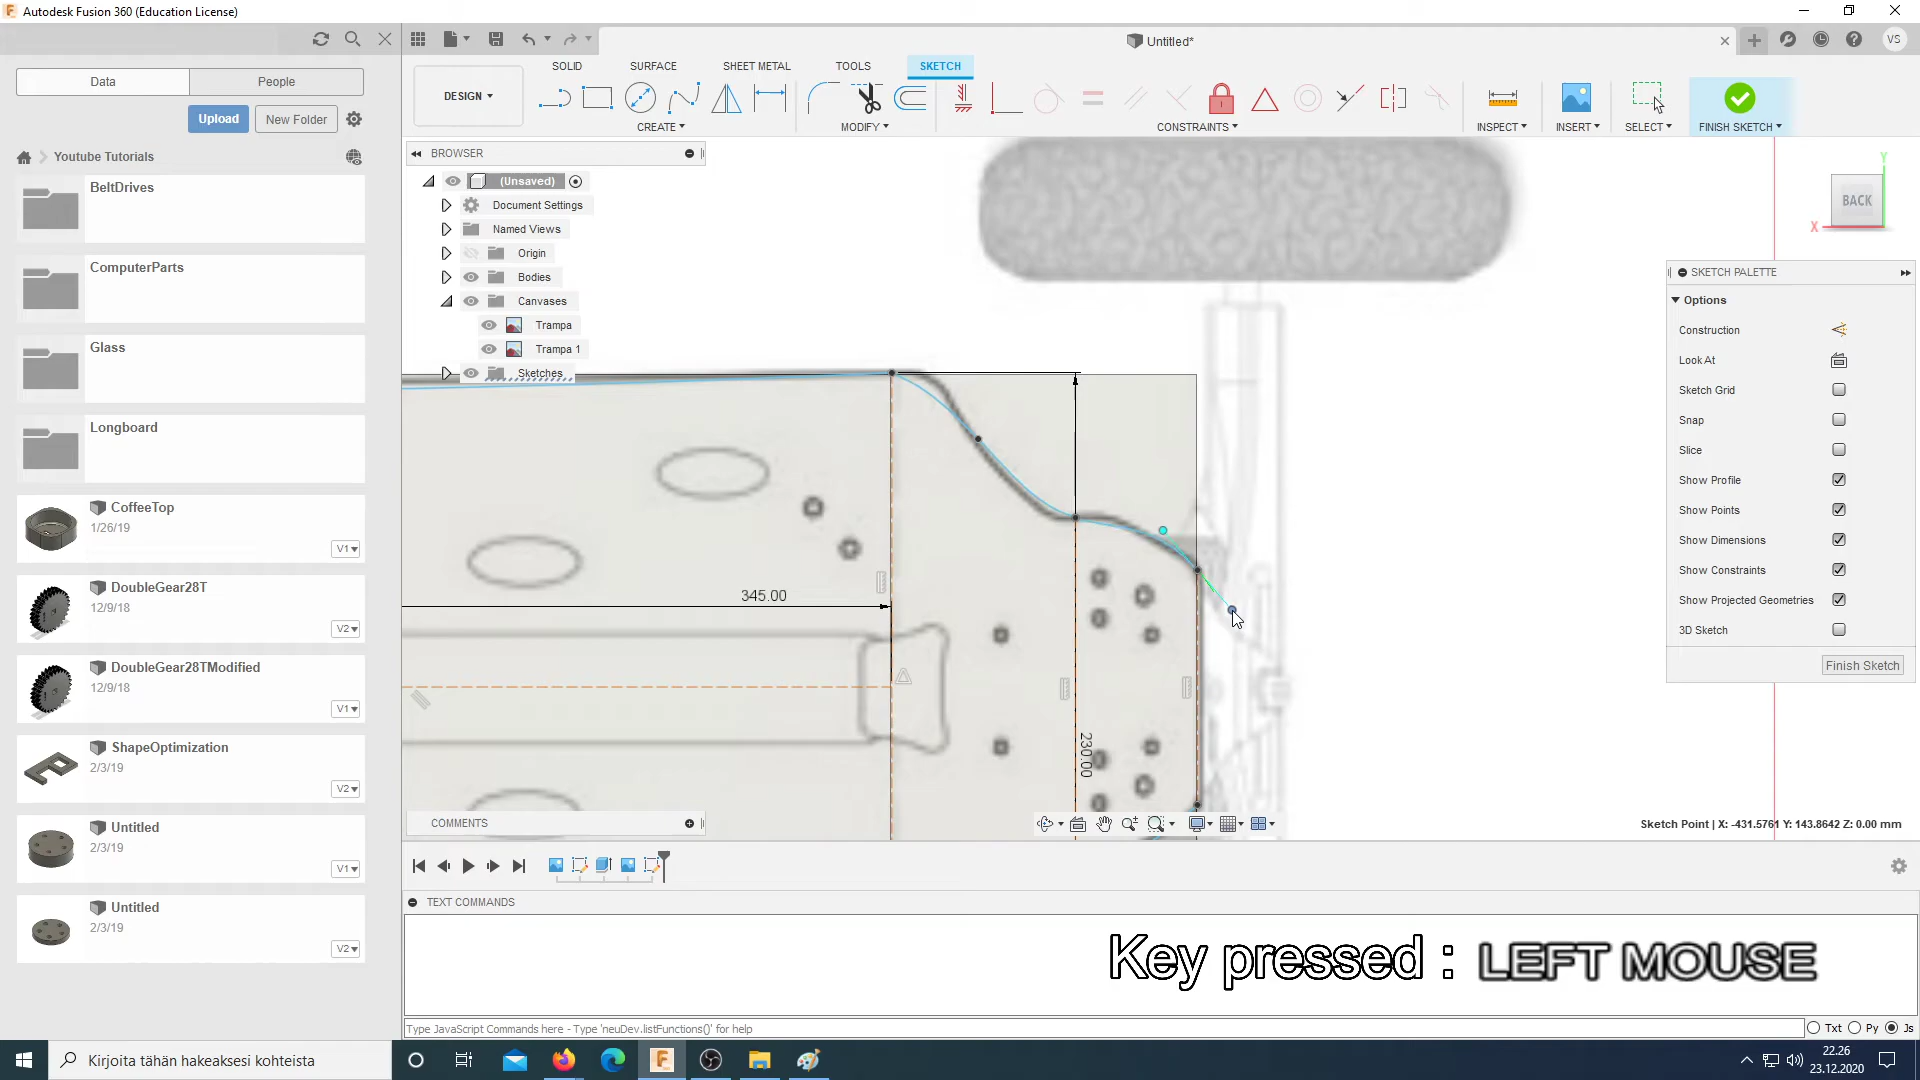 Autodesk Fusion 360 (Education License)
Untitled*
VS
Data
People
Upload
New Folder
Youtube Tutorials
BeltDrives
ComputerParts
Glass
Longboard
CoffeeTop
1/26/19
V1
DoubleGear28T
12/9/18
V2
DoubleGear28TModified
12/9/18
V1
ShapeOptimization
2/3/19
V2
Untitled
2/3/19
V1
Untitled
2/3/19
V2
DESIGN
SOLID
SURFACE
SHEET METAL
TOOLS
SKETCH
CREATE
MODIFY
CONSTRAINTS
INSPECT
INSERT
SELECT
FINISH SKETCH
BROWSER
(Unsaved)
Document Settings
Named Views
Origin
Bodies
Canvases
Trampa
Trampa 1
Sketches
345.00
230.00
Y
BACK
X
SKETCH PALETTE
Options
Construction
Look At
Sketch Grid
Snap
Slice
Show Profile
Show Points
Show Dimensions
Show Constraints
Show Projected Geometries
3D Sketch
Finish Sketch
COMMENTS
Sketch Point | X: -431.5761 Y: 143.8642 Z: 0.00 mm
TEXT COMMANDS
Key pressed : LEFT MOUSE
Type JavaScript Commands here - Type 'neuDev.listFunctions()' for help
Txt Py Js
Kirjoita tähän hakeaksesi kohteista
22.26
23.12.2020